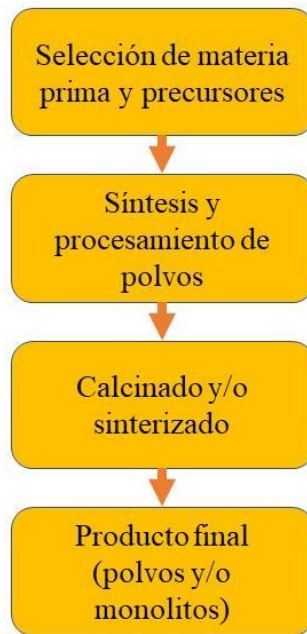 Selección de materia
prima y precursores
Síntesis y
procesamiento de
polvos
Calcinado y/o
sinterizado
Producto final
(polvos y/o
monolitos)